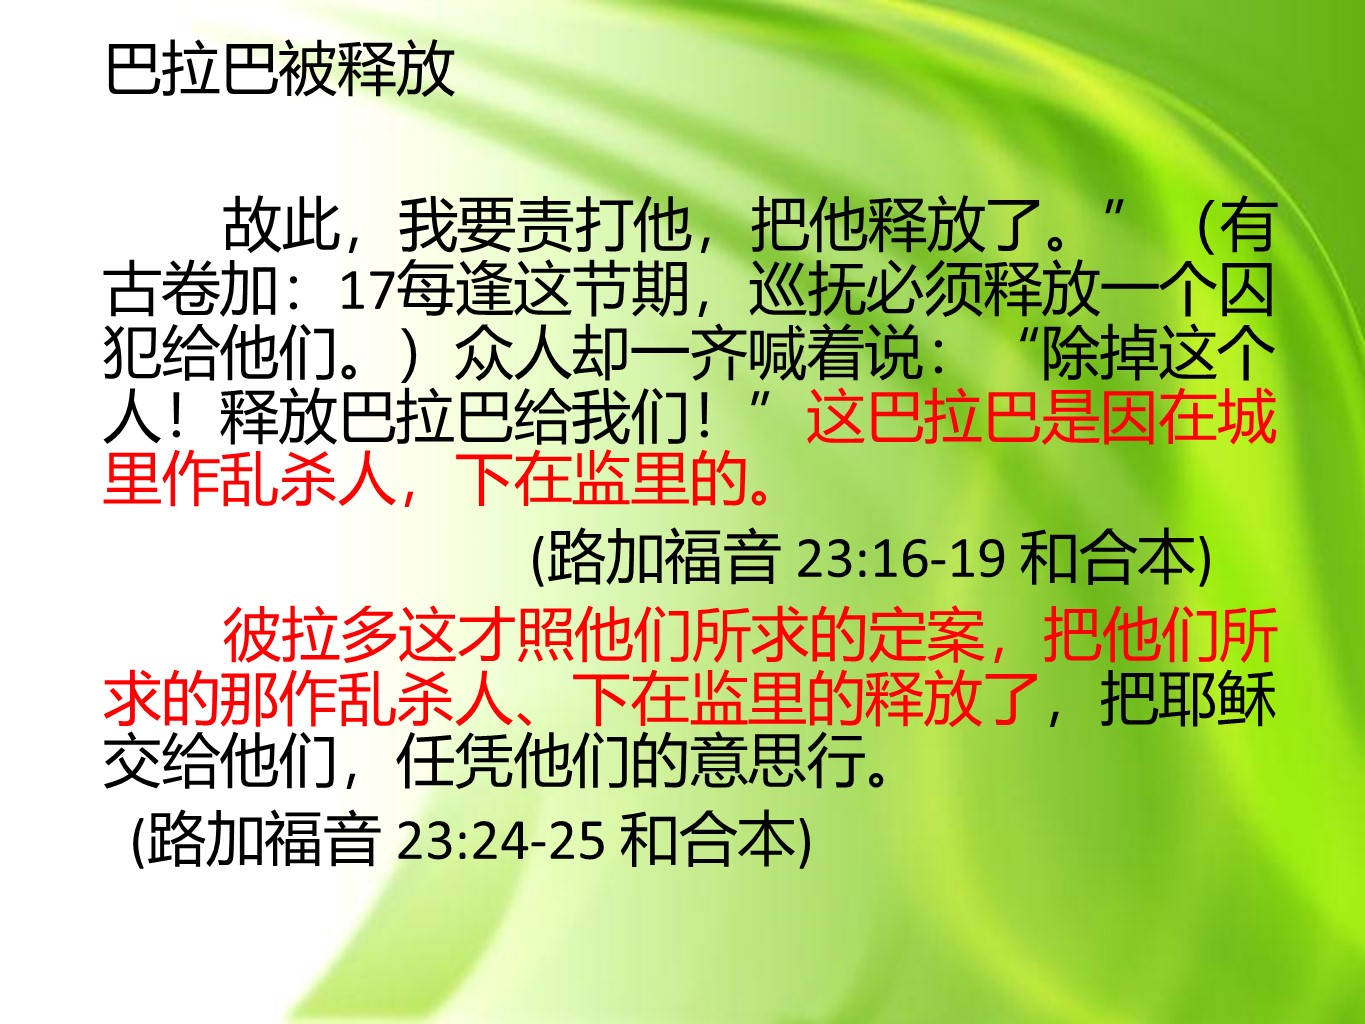 巴拉巴被释放
故此，我要责打他，把他释放了。”（有
古卷加：17每逢这节期，巡抚必须释放一个囚
犯给他们。）众人却一齐喊着说：“除掉这个
人！释放巴拉巴给我们！”这巴拉巴是因在城
里作乱杀人，下在监里的。
(路加福音 23:16-19 和合本)
彼拉多这才照他们所求的定案，把他们所
求的那作乱杀人、下在监里的释放了，把耶稣
交给他们，任凭他们的意思行。
(路加福音 23:24-25 和合本)